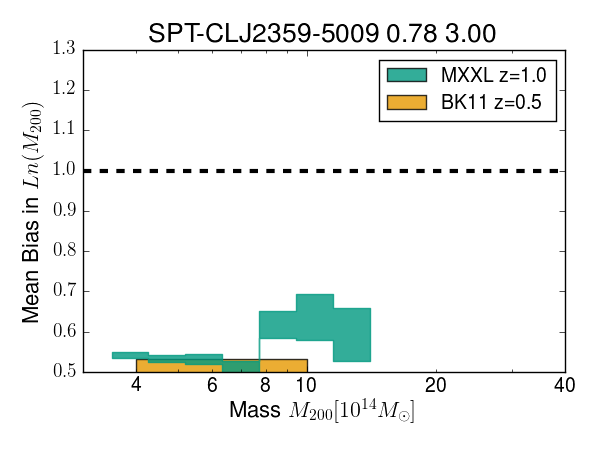 SPT-CLJ2359-5009 0.78 3.00
1.3
1.2
1.1
1.0
0.9
0.8
0.7
0.6
0.5
Mean Bias in Ln(M200)
MXXL z=1.0
BK11 z=0.5
4 6 8 10 20 40
Mass M200[10^14 M⊙]